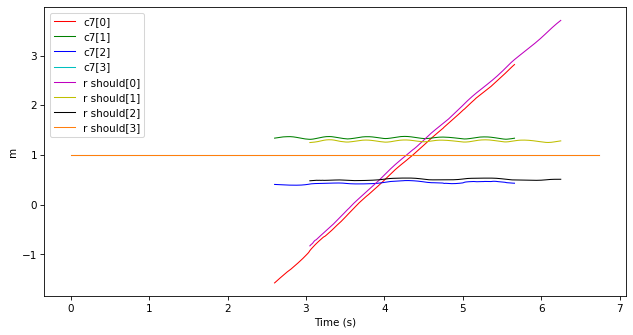 c7[0]
c7[1]
c7[2]
c7[3]
r should[0]
r should[1]
r should[2]
r should[3]
3
2
1
0
−1
m
0 1 2 3 4 5 6 7
Time (s)